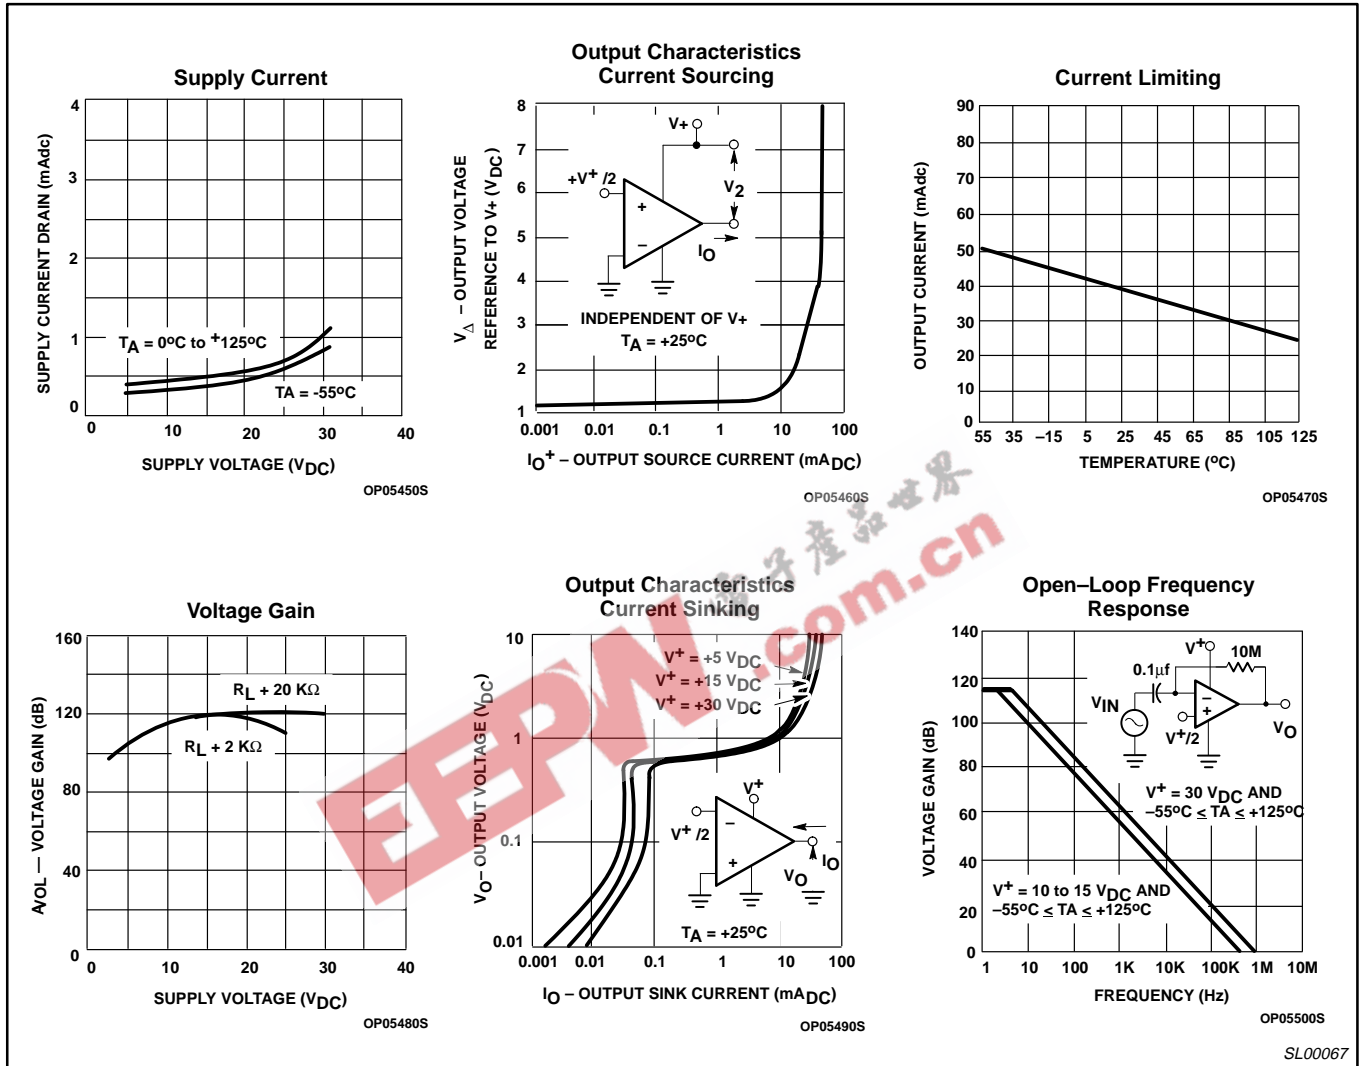 Supply Current
SUPPLY CURRENT DRAIN (mAdc)
4
3
2
1
0
TA = 0°C to +125°C
TA = -55°C
0 10 20 30 40
SUPPLY VOLTAGE (VDC)
OP05450S
Output Characteristics
Current Sourcing
V∆ – OUTPUT VOLTAGE
REFERENCE TO V+ (VDC)
8
7
6
5
4
3
2
1
V+
+V+ /2
+
–
V2
IO
INDEPENDENT OF V+
TA = +25°C
0.001 0.01 0.1 1 10 100
IO+ – OUTPUT SOURCE CURRENT (mADC)
OP05460S
Current Limiting
OUTPUT CURRENT (mAdc)
90
80
70
60
50
40
30
20
10
0
55 35 –15 5 25 45 65 85 105 125
TEMPERATURE (°C)
OP05470S
Voltage Gain
AVOL — VOLTAGE GAIN (dB)
160
120
80
40
0
RL + 20 KΩ
RL + 2 KΩ
0 10 20 30 40
SUPPLY VOLTAGE (VDC)
OP05480S
Output Characteristics
Current Sinking
VO– OUTPUT VOLTAGE (VDC)
10
1
0.1
0.01
V+ = +5 VDC
V+ = +15 VDC
V+ = +30 VDC
V+
V+ /2
–
+
IO
VO
TA = +25°C
0.001 0.01 0.1 1 10 100
IO – OUTPUT SINK CURRENT (mADC)
OP05490S
Open–Loop Frequency
Response
VOLTAGE GAIN (dB)
140
120
100
80
60
40
20
0
V+
10M
0.1µf
VIN
–
+
V+/2
VO
V+ = 30 VDC AND
–55°C ≤ TA ≤ +125°C
V+ = 10 to 15 VDC AND
–55°C ≤ TA ≤ +125°C
1 10 100 1K 10K 100K 1M 10M
FREQUENCY (Hz)
OP05500S
SL00067
EEPW.com.cn
電子産品世界